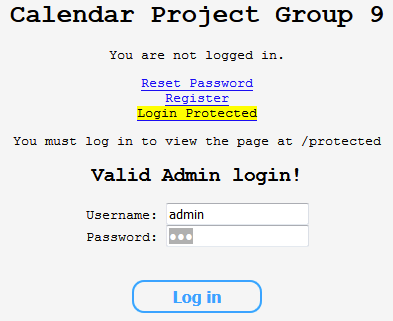 Calendar Project Group 9
You are not logged in.
Reset Password
Register
Login Protected
You must log in to view the page at /protected
Valid Admin login!
Username: admin
Password: •••
Log in